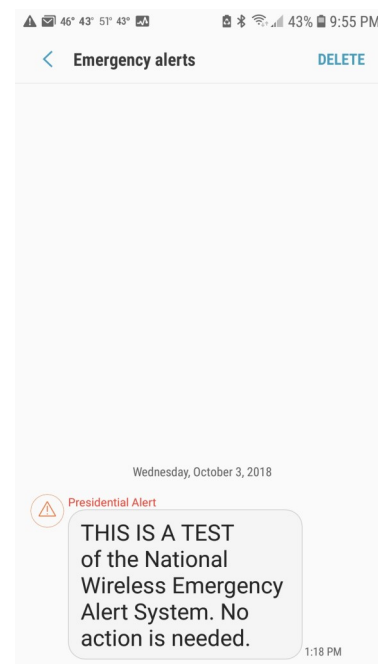 46° 43° 51° 43° 43% 9:55 PM
Emergency alerts DELETE
Wednesday, October 3, 2018
Presidential Alert
THIS IS A TEST
of the National
Wireless Emergency
Alert System. No
action is needed.
1:18 PM